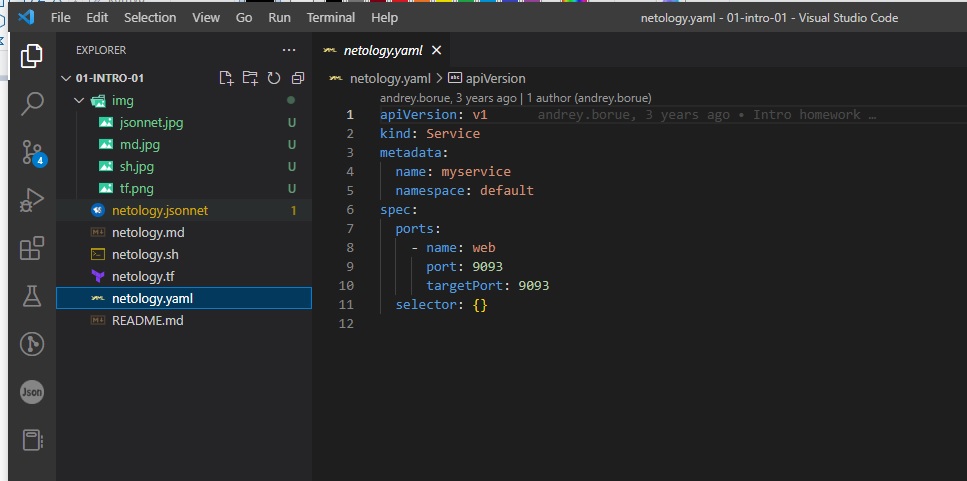 File Edit Selection View Go Run Terminal Help netology.yaml - 01-intro-01 - Visual Studio Code
EXPLORER ···
01-INTRO-01
img
jsonnet.jpg U
md.jpg U
sh.jpg U
tf.png U
netology.jsonnet 1
netology.md
netology.sh
netology.tf
netology.yaml
README.md
4
Json
netology.yaml
netology.yaml > apiVersion
andrey.borue, 3 years ago | 1 author (andrey.borue)
1 apiVersion: v1 andrey.borue, 3 years ago • Intro homework …
2 kind: Service
3 metadata:
4 name: myservice
5 namespace: default
6 spec:
7 ports:
8 - name: web
9 port: 9093
10 targetPort: 9093
11 selector: {}
12